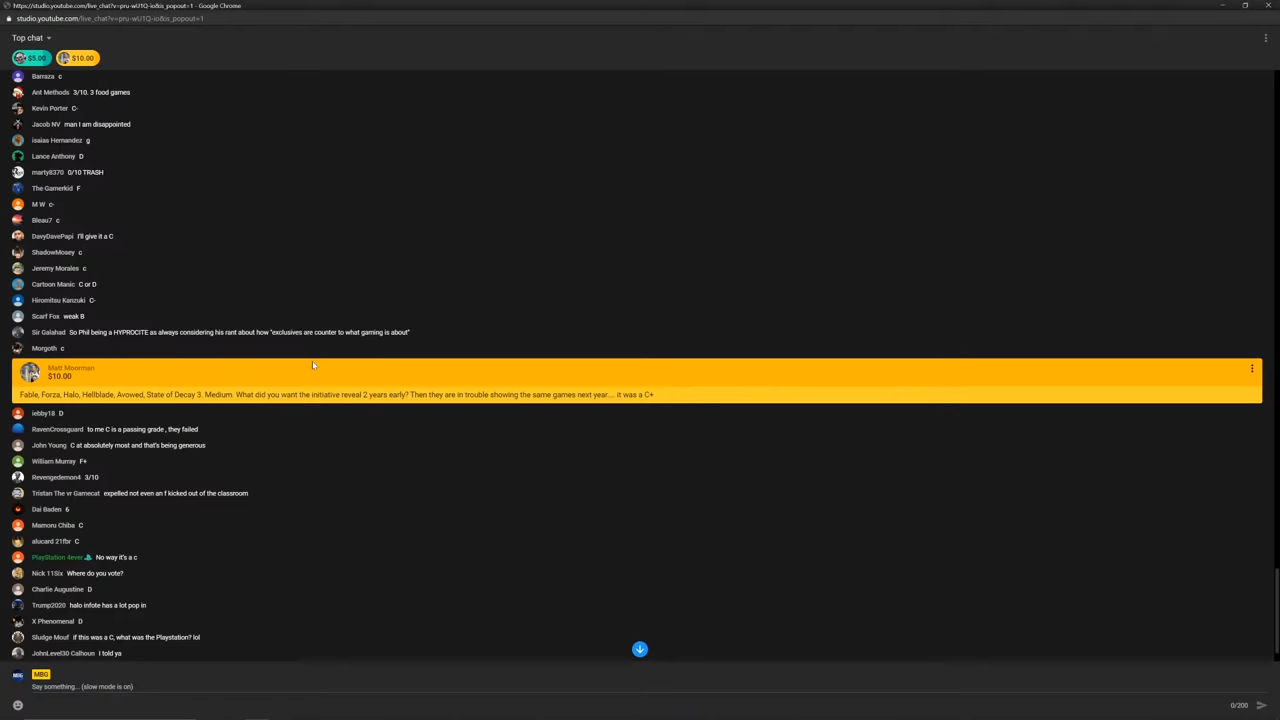 https://studio.youtube.com/live_chat?v=pru-wU1Q-io&is_popout=1 - Google Chrome
studio.youtube.com/live_chat?v=pru-wU1Q-io&is_popout=1
Top chat
$5.00 $10.00
Barraza c
Ant Methods 3/10. 3 food games
Kevin Porter C-
Jacob NV man I am disappointed
isaias Hernandez g
Lance Anthony D
marty8370 0/10 TRASH
The Gamerkid F
M W c-
Bleau7 c
DavyDavePapi I'll give it a C
ShadowMosey c
Jeremy Morales c
Cartoon Manic C or D
Hiromitsu Kanzuki C-
Scarf Fox weak B
Sir Galahad So Phil being a HYPROCITE as always considering his rant about how "exclusives are counter to what gaming is about"
Morgoth c
Matt Moorman
$10.00
Fable, Forza, Halo, Hellblade, Avowed, State of Decay 3. Medium. What did you want the initiative reveal 2 years early? Then they are in trouble showing the same games next year.... it was a C+
iebby18 D
RavenCrossguard to me C is a passing grade , they failed
John Young C at absolutely most and that's being generous
William Murray F+
Revengedemon4 3/10
Tristan The vr Gamecat expelled not even an f kicked out of the classroom
Dai Baden 6
Mamoru Chiba C
alucard 21fbr C
PlayStation 4ever No way it's a c
Nick 11Six Where do you vote?
Charlie Augustine D
Trump2020 halo infote has a lot pop in
X Phenomenal D
Sludge Mouf if this was a C, what was the Playstation? lol
JohnLevel30 Calhoun I told ya
MBG
Say something... (slow mode is on)
0/200